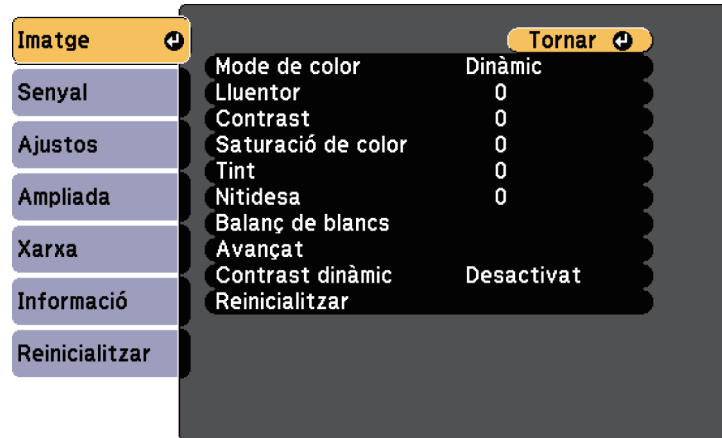 Imatge
Senyal
Ajustos
Ampliada
Xarxa
Informació
Reinicialitzar
Tornar
Mode de color Dinàmic
Lluentor 0
Contrast 0
Saturació de color 0
Tint 0
Nitidesa 0
Balanç de blancs
Avançat
Contrast dinàmic Desactivat
Reinicialitzar